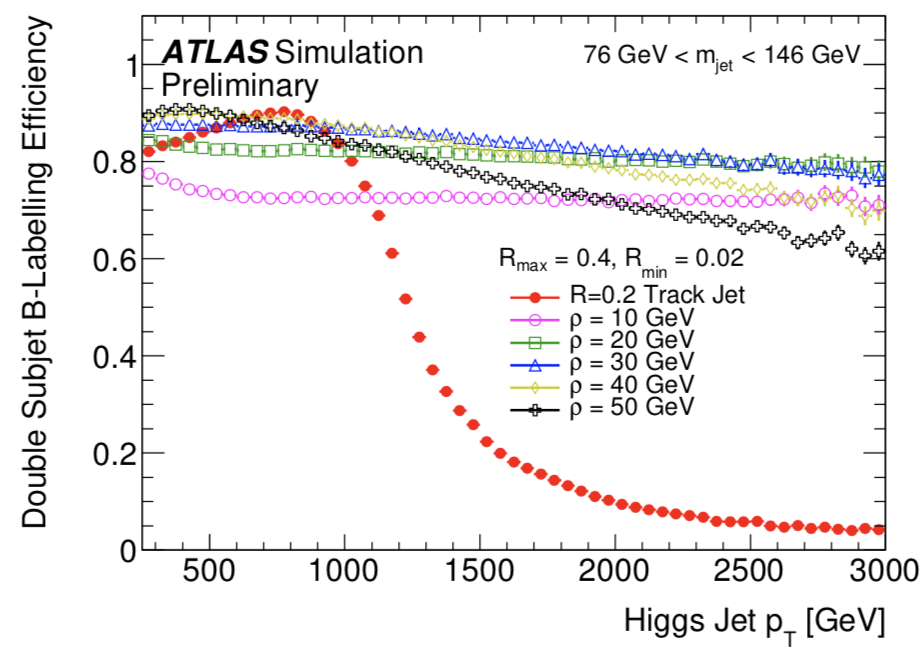 Double Subjet B-Labelling Efficiency
ATLAS Simulation
Preliminary
76 GeV < m_jet < 146 GeV
1
0.8
0.6
0.4
0.2
0
R_max = 0.4, R_min = 0.02
R=0.2 Track Jet
ρ = 10 GeV
ρ = 20 GeV
ρ = 30 GeV
ρ = 40 GeV
ρ = 50 GeV
500 1000 1500 2000 2500 3000
Higgs Jet p_T [GeV]